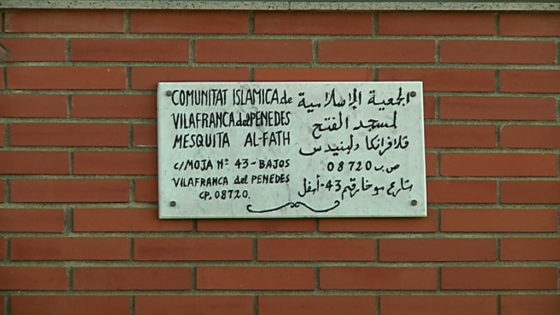 COMUNITAT ISLAMICA de
VILAFRANCA del PENEDES
MESQUITA AL-FATH
C/MOJA Nº 43-BAJOS
VILAFRANCA del PENEDES
CP. 08720.
الجمعية الإسلامية
لمسجد الفتح
فلافرانكا دلبنيدس
ص ب 08720
شارع موخا رقم 43-أسفل